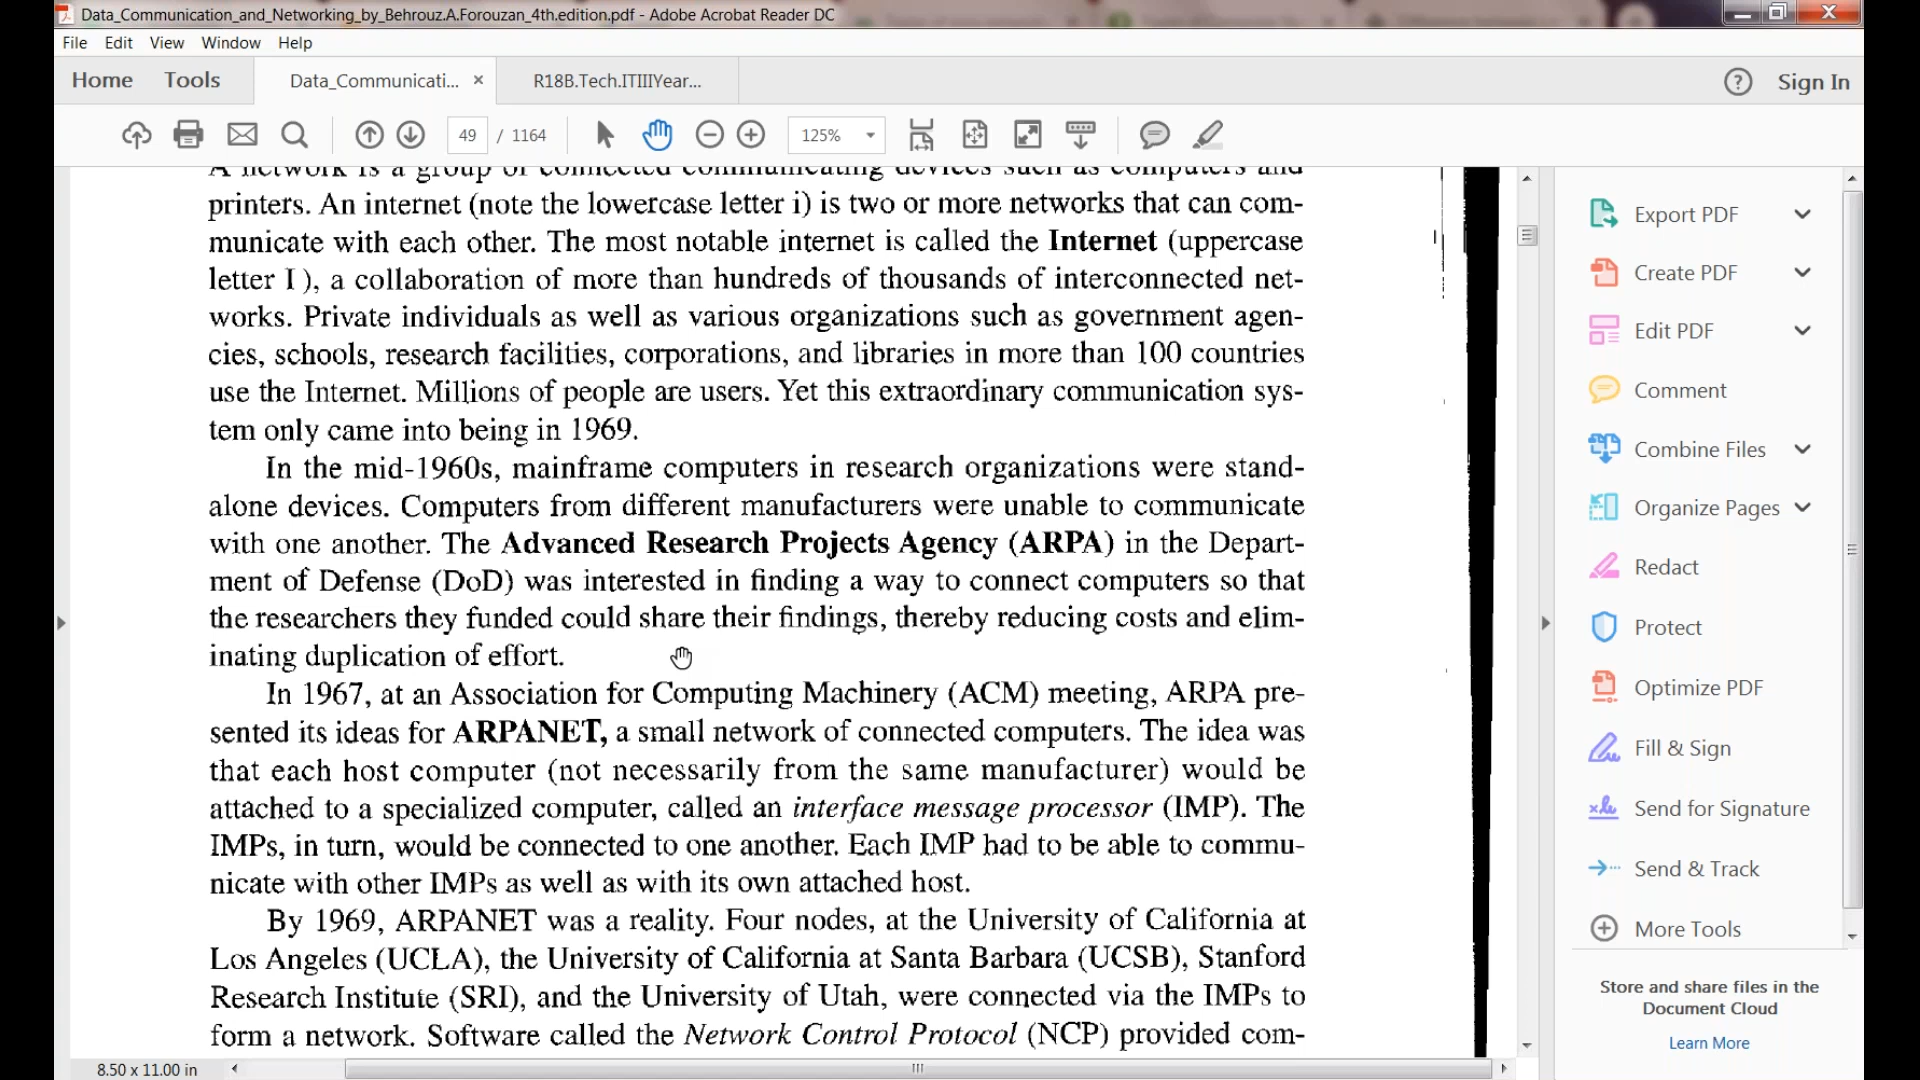 Data_Communication_and_Networking_by_Behrouz.A.Forouzan_4th.edition.pdf - Adobe Acrobat Reader DC
File Edit View Window Help
Home Tools Data_Communicati... × R18B.Tech.ITIIIYear... ? Sign In
49 / 1164 125%
A network is a group of connected communicating devices such as computers and
printers. An internet (note the lowercase letter i) is two or more networks that can com-
municate with each other. The most notable internet is called the Internet (uppercase
letter I ), a collaboration of more than hundreds of thousands of interconnected net-
works. Private individuals as well as various organizations such as government agen-
cies, schools, research facilities, corporations, and libraries in more than 100 countries
use the Internet. Millions of people are users. Yet this extraordinary communication sys-
tem only came into being in 1969.
In the mid-1960s, mainframe computers in research organizations were stand-
alone devices. Computers from different manufacturers were unable to communicate
with one another. The Advanced Research Projects Agency (ARPA) in the Depart-
ment of Defense (DoD) was interested in finding a way to connect computers so that
the researchers they funded could share their findings, thereby reducing costs and elim-
inating duplication of effort.
In 1967, at an Association for Computing Machinery (ACM) meeting, ARPA pre-
sented its ideas for ARPANET, a small network of connected computers. The idea was
that each host computer (not necessarily from the same manufacturer) would be
attached to a specialized computer, called an interface message processor (IMP). The
IMPs, in turn, would be connected to one another. Each IMP had to be able to commu-
nicate with other IMPs as well as with its own attached host.
By 1969, ARPANET was a reality. Four nodes, at the University of California at
Los Angeles (UCLA), the University of California at Santa Barbara (UCSB), Stanford
Research Institute (SRI), and the University of Utah, were connected via the IMPs to
form a network. Software called the Network Control Protocol (NCP) provided com-
8.50 x 11.00 in
Export PDF
Create PDF
Edit PDF
Comment
Combine Files
Organize Pages
Redact
Protect
Optimize PDF
Fill & Sign
Send for Signature
Send & Track
More Tools
Store and share files in the
Document Cloud
Learn More